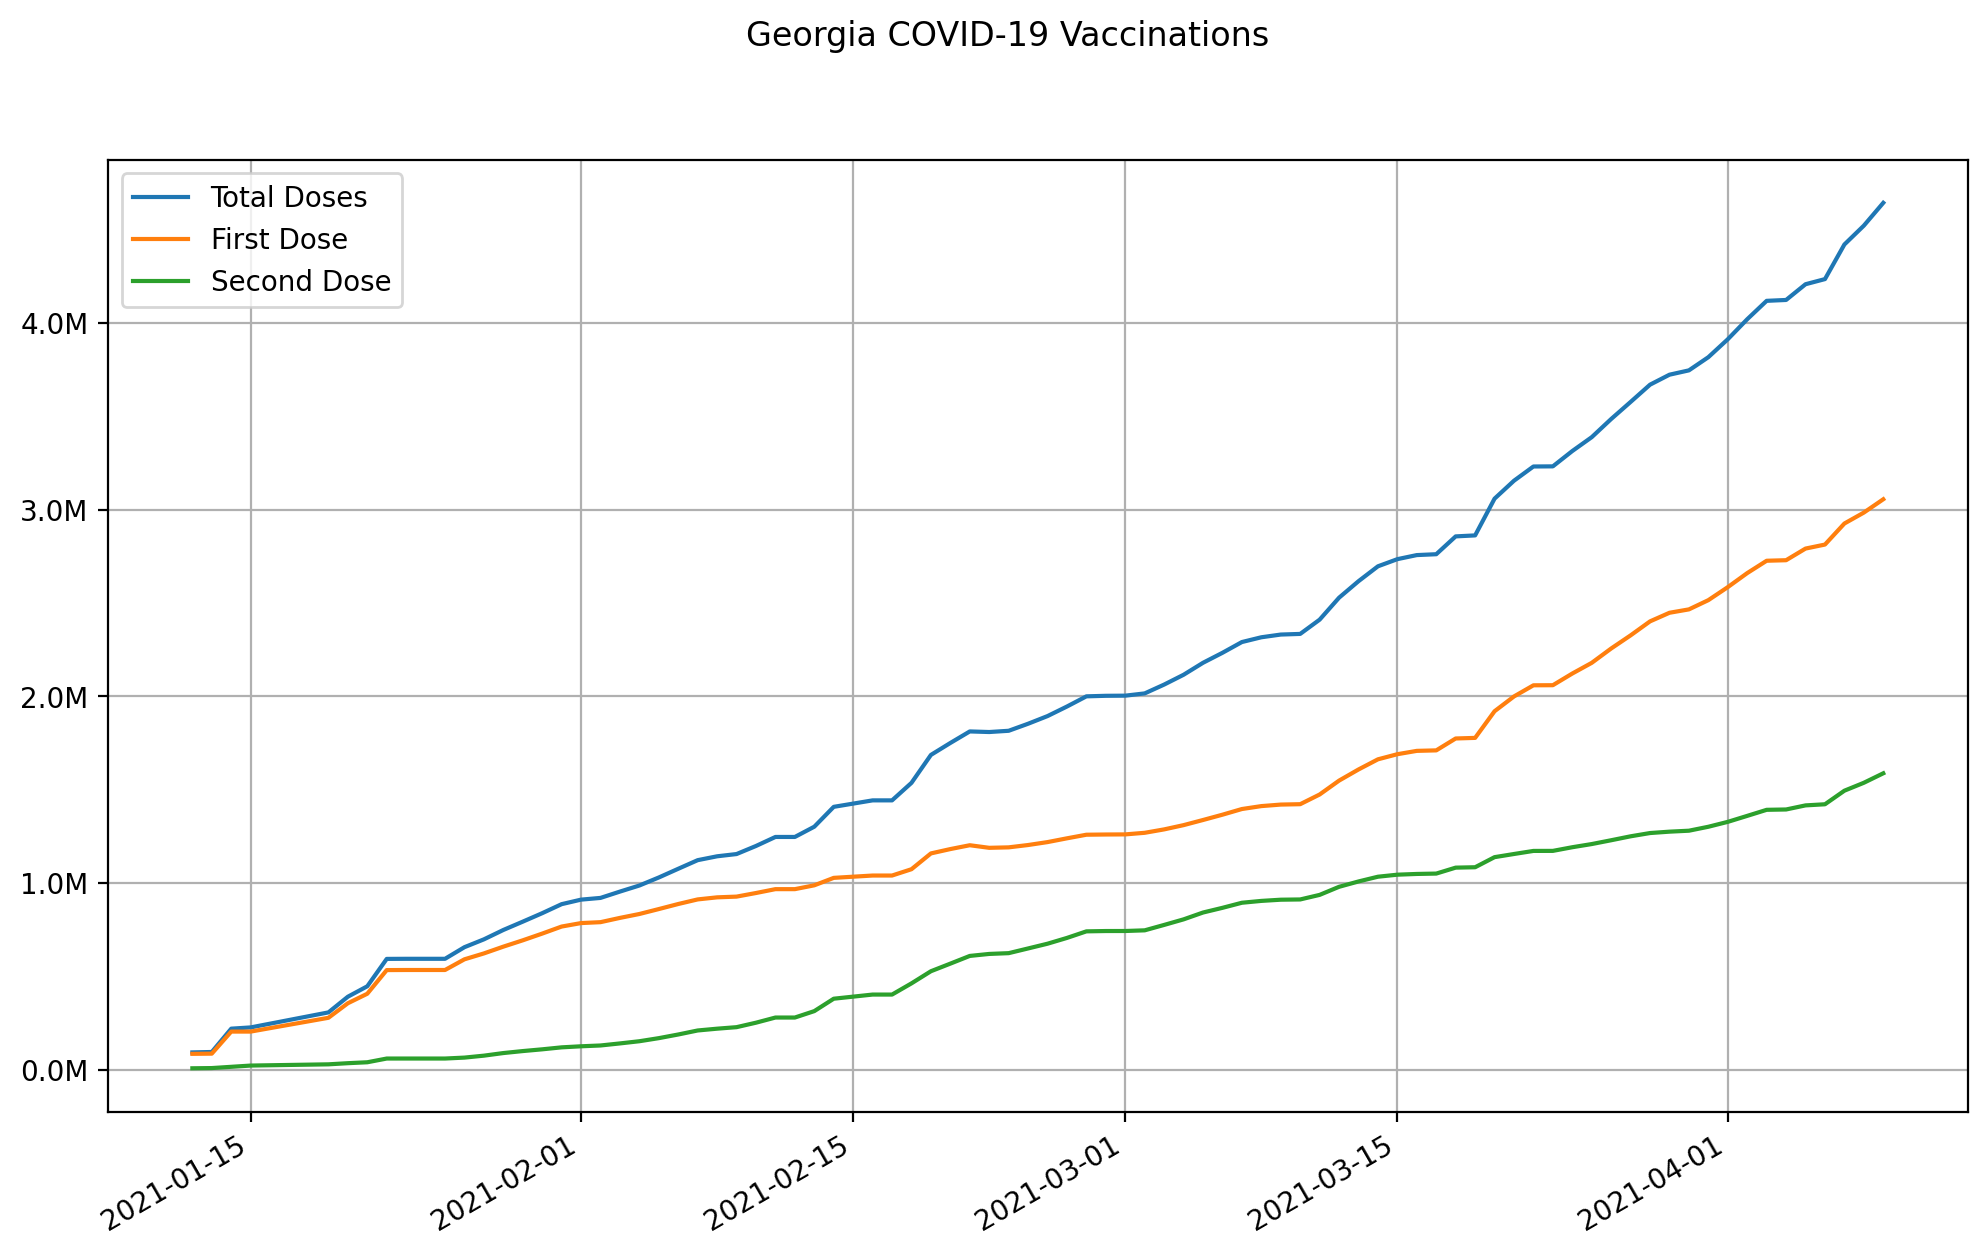 Georgia COVID-19 Vaccinations
Total Doses
First Dose
Second Dose
4.0M
3.0M
2.0M
1.0M
0.0M
2021-01-15
2021-02-01
2021-02-15
2021-03-01
2021-03-15
2021-04-01